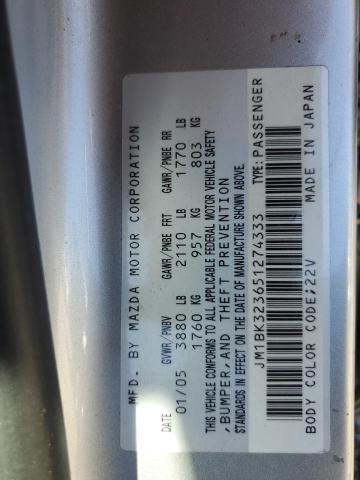 MFD. BY MAZDA MOTOR CORPORATION
DATE GVWR/PNBV GAWR/PNBE FRT GAWR/PNBE RR
01/05 3880 LB 2110 LB 1770 LB
1760 KG 957 KG 803 KG
THIS VEHICLE CONFORMS TO ALL APPLICABLE FEDERAL MOTOR VEHICLE SAFETY
,BUMPER,AND THEFT PREVENTION
STANDARDS IN EFFECT ON THE DATE OF MANUFACTURE SHOWN ABOVE.
JM1BK323651274333 TYPE:PASSENGER
BODY COLOR CODE:22V MADE IN JAPAN